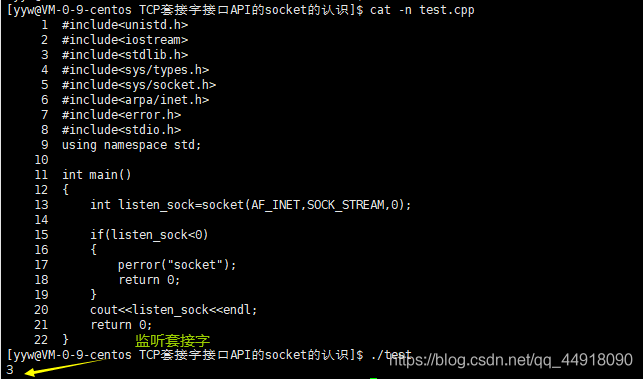 [yyw@VM-0-9-centos TCP套接字接口API的socket的认识]$ cat -n test.cpp
1 #include<unistd.h>
2 #include<iostream>
3 #include<stdlib.h>
4 #include<sys/types.h>
5 #include<sys/socket.h>
6 #include<arpa/inet.h>
7 #include<error.h>
8 #include<stdio.h>
9 using namespace std;
10
11 int main()
12 {
13 int listen_sock=socket(AF_INET,SOCK_STREAM,0);
14
15 if(listen_sock<0)
16 {
17 perror("socket");
18 return 0;
19 }
20 cout<<listen_sock<<endl;
21 return 0;
22 } 监听套接字
[yyw@VM-0-9-centos TCP套接字接口API的socket的认识]$ ./test
https://blog.csdn.net/qq_44918090
3